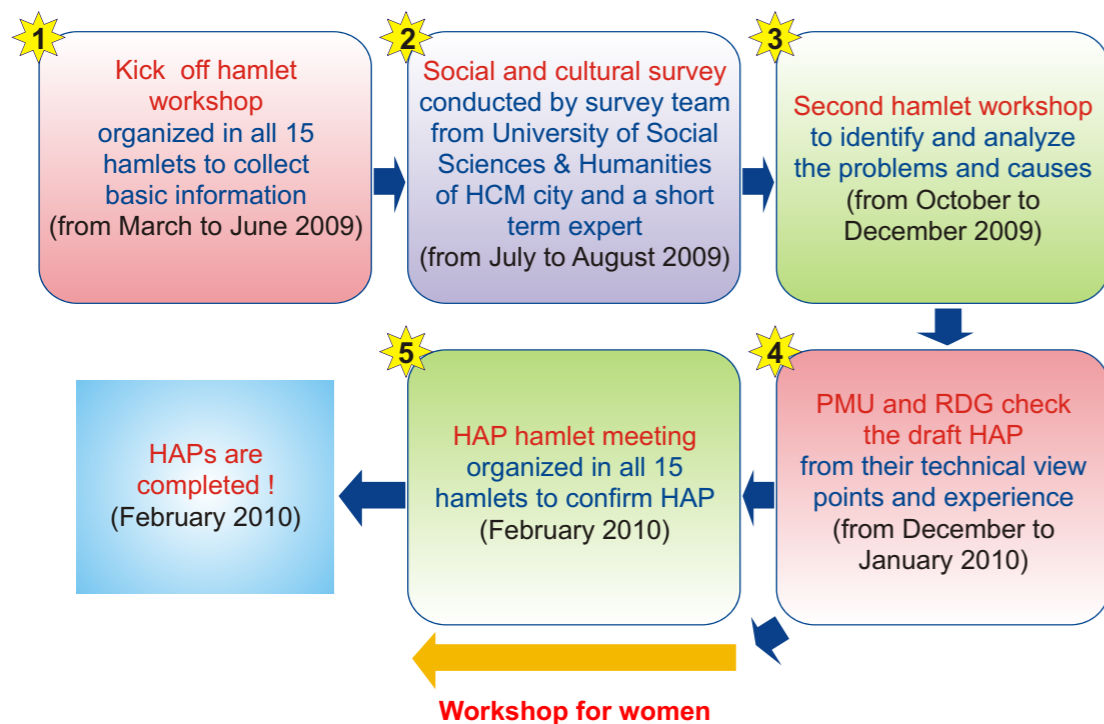 1
Kick off hamlet
workshop
organized in all 15
hamlets to collect
basic information
(from March to June 2009)
2
Social and cultural survey
conducted by survey team
from University of Social
Sciences & Humanities
of HCM city and a short
term expert
(from July to August 2009)
3
Second hamlet workshop
to identify and analyze
the problems and causes
(from October to
December 2009)
4
PMU and RDG check
the draft HAP
from their technical view
points and experience
(from December to
January 2010)
5
HAP hamlet meeting
organized in all 15
hamlets to confirm HAP
(February 2010)
HAPs are
completed !
(February 2010)
Workshop for women